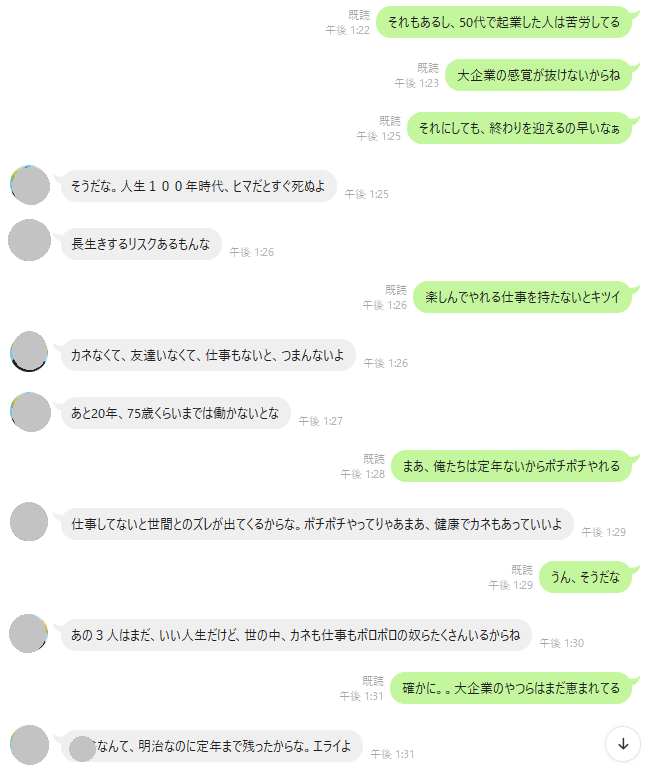 既読
午後 1:22
それもあるし、50代で起業した人は苦労してる
既読
午後 1:23
大企業の感覚が抜けないからね
既読
午後 1:25
それにしても、終わりを迎えるの早いなぁ
そうだな。人生１００年時代、ヒマだとすぐ死ぬよ
午後 1:25
長生きするリスクあるもんな
午後 1:26
既読
午後 1:26
楽しんでやれる仕事を持たないとキツイ
カネなくて、友達いなくて、仕事もないと、つまんないよ
午後 1:26
あと20年、75歳くらいまでは働かないとな
午後 1:27
既読
午後 1:28
まあ、俺たちは定年ないからポチポチやれる
仕事してないと世間とのズレが出てくるからな。ポチポチやってりゃあまあ、健康でカネもあっていいよ
午後 1:29
既読
午後 1:29
うん、そうだな
あの３人はまだ、いい人生だけど、世の中、カネも仕事もボロボロの奴らたくさんいるからね
午後 1:30
既読
午後 1:31
確かに。。大企業のやつらはまだ恵まれてる
なんて、明治なのに定年まで残ったからな。エライよ
午後 1:31